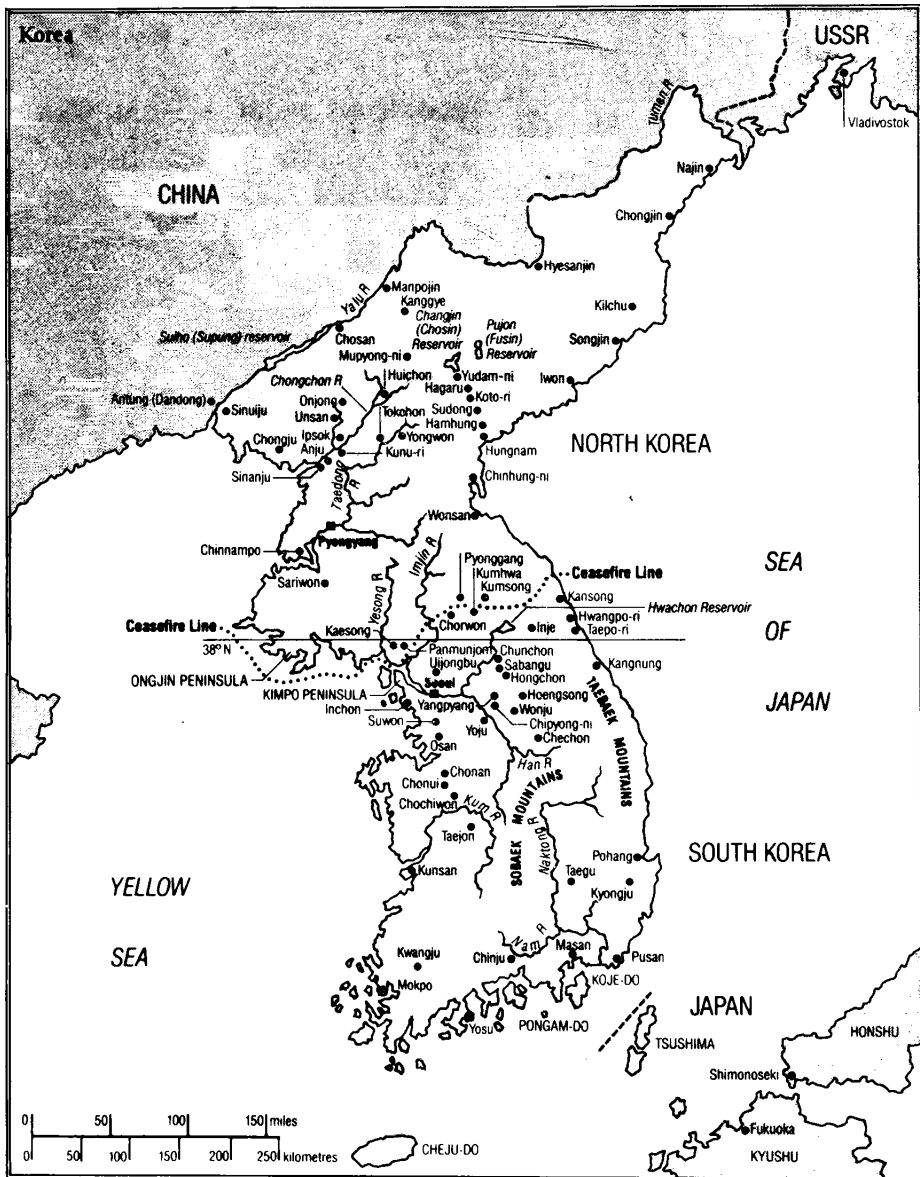 Korea
USSR
Tumen R
Vladivostok
Najin
CHINA
Chongjin
Hyesanjin
Manpojin
Yalu R
Kanggye
Changjin
(Chosin)
Reservoir
Pujon
(Fusin)
Reservoir
Kilchu
Suiho (Supung) reservoir
Chosan
Songjin
Mupyong-ni
Yudam-ni
Huichon
Iwon
Hagaru
Chongchon R
Koto-ri
Antung (Dandong)
Onjong
Sinuiju
Tokohon
Sudong
Unsan
Hamhung
Ipsok
Yongwon
NORTH KOREA
Chongju
Anju
Kunu-ri
Hungnam
Sinanju
Chinhung-ni
Taedong
R
Wonsan
Pyongyang
Imjin R
Chinnampo
Pyonggang
SEA
Kumhwa
Ceasefire Line
Sariwon
Kumsong
Yesong R
Kansong
Hwachon Reservoir
Chorwon
Hwangpo-ri
Ceasefire Line
Kaesong
Inje
Taepo-ri
OF
38° N
Panmunjom
Chunchon
Uijongbu
Sabangu
Kangnung
ONGJIN PENINSULA
Hongchon
Seoul
KIMPO PENINSULA
Hoengsong
TAEBAEK MOUNTAINS
JAPAN
Yangpyang
Inchon
Wonju
Suwon
Chipyong-ni
Yoju
Chechon
Osan
Han R
Chonan
Chonui
SOBAEK MOUNTAINS
Chochiwon
Kum R
Taejon
Naktong R
Pohang
SOUTH KOREA
Kunsan
Taegu
Kyongju
YELLOW
Nam R
Masan
SEA
Kwangju
Chinju
Pusan
KOJE-DO
Mokpo
JAPAN
Yosu
PONGAM-DO
HONSHU
TSUSHIMA
Shimonoseki
0 50 100 150 miles
Fukuoka
0 50 100 150 200 250 kilometres
CHEJU-DO
KYUSHU